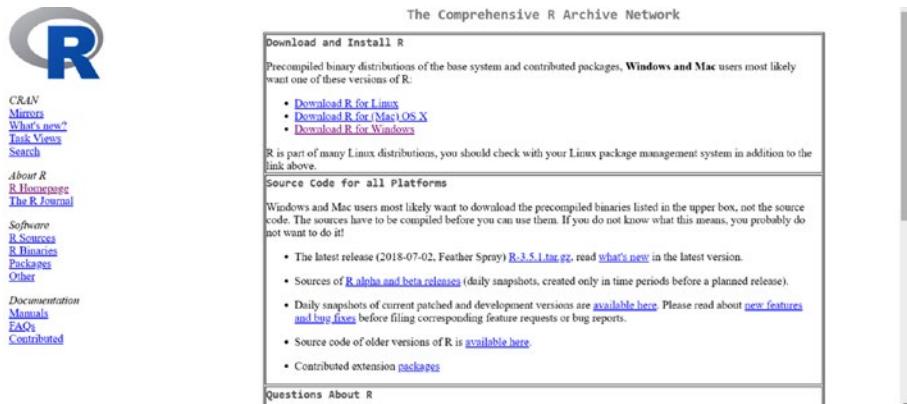 The Comprehensive R Archive Network
R
CRAN
Mirrors
What's new?
Task Views
Search
About R
R Homepage
The R Journal
Software
R Sources
R Binaries
Packages
Other
Documentation
Manuals
FAQs
Contributed
Download and Install R
Precompiled binary distributions of the base system and contributed packages, Windows and Mac users most likely
want one of these versions of R:
• Download R for Linux
• Download R for (Mac) OS X
• Download R for Windows
R is part of many Linux distributions, you should check with your Linux package management system in addition to the
link above.
Source Code for all Platforms
Windows and Mac users most likely want to download the precompiled binaries listed in the upper box, not the source
code. The sources have to be compiled before you can use them. If you do not know what this means, you probably do
not want to do it!
• The latest release (2018-07-02, Feather Spray) R-3.5.1.tar.gz, read what's new in the latest version.
• Sources of R alpha and beta releases (daily snapshots, created only in time periods before a planned release).
• Daily snapshots of current patched and development versions are available here. Please read about new features
and bug fixes before filing corresponding feature requests or bug reports.
• Source code of older versions of R is available here.
• Contributed extension packages
Questions About R